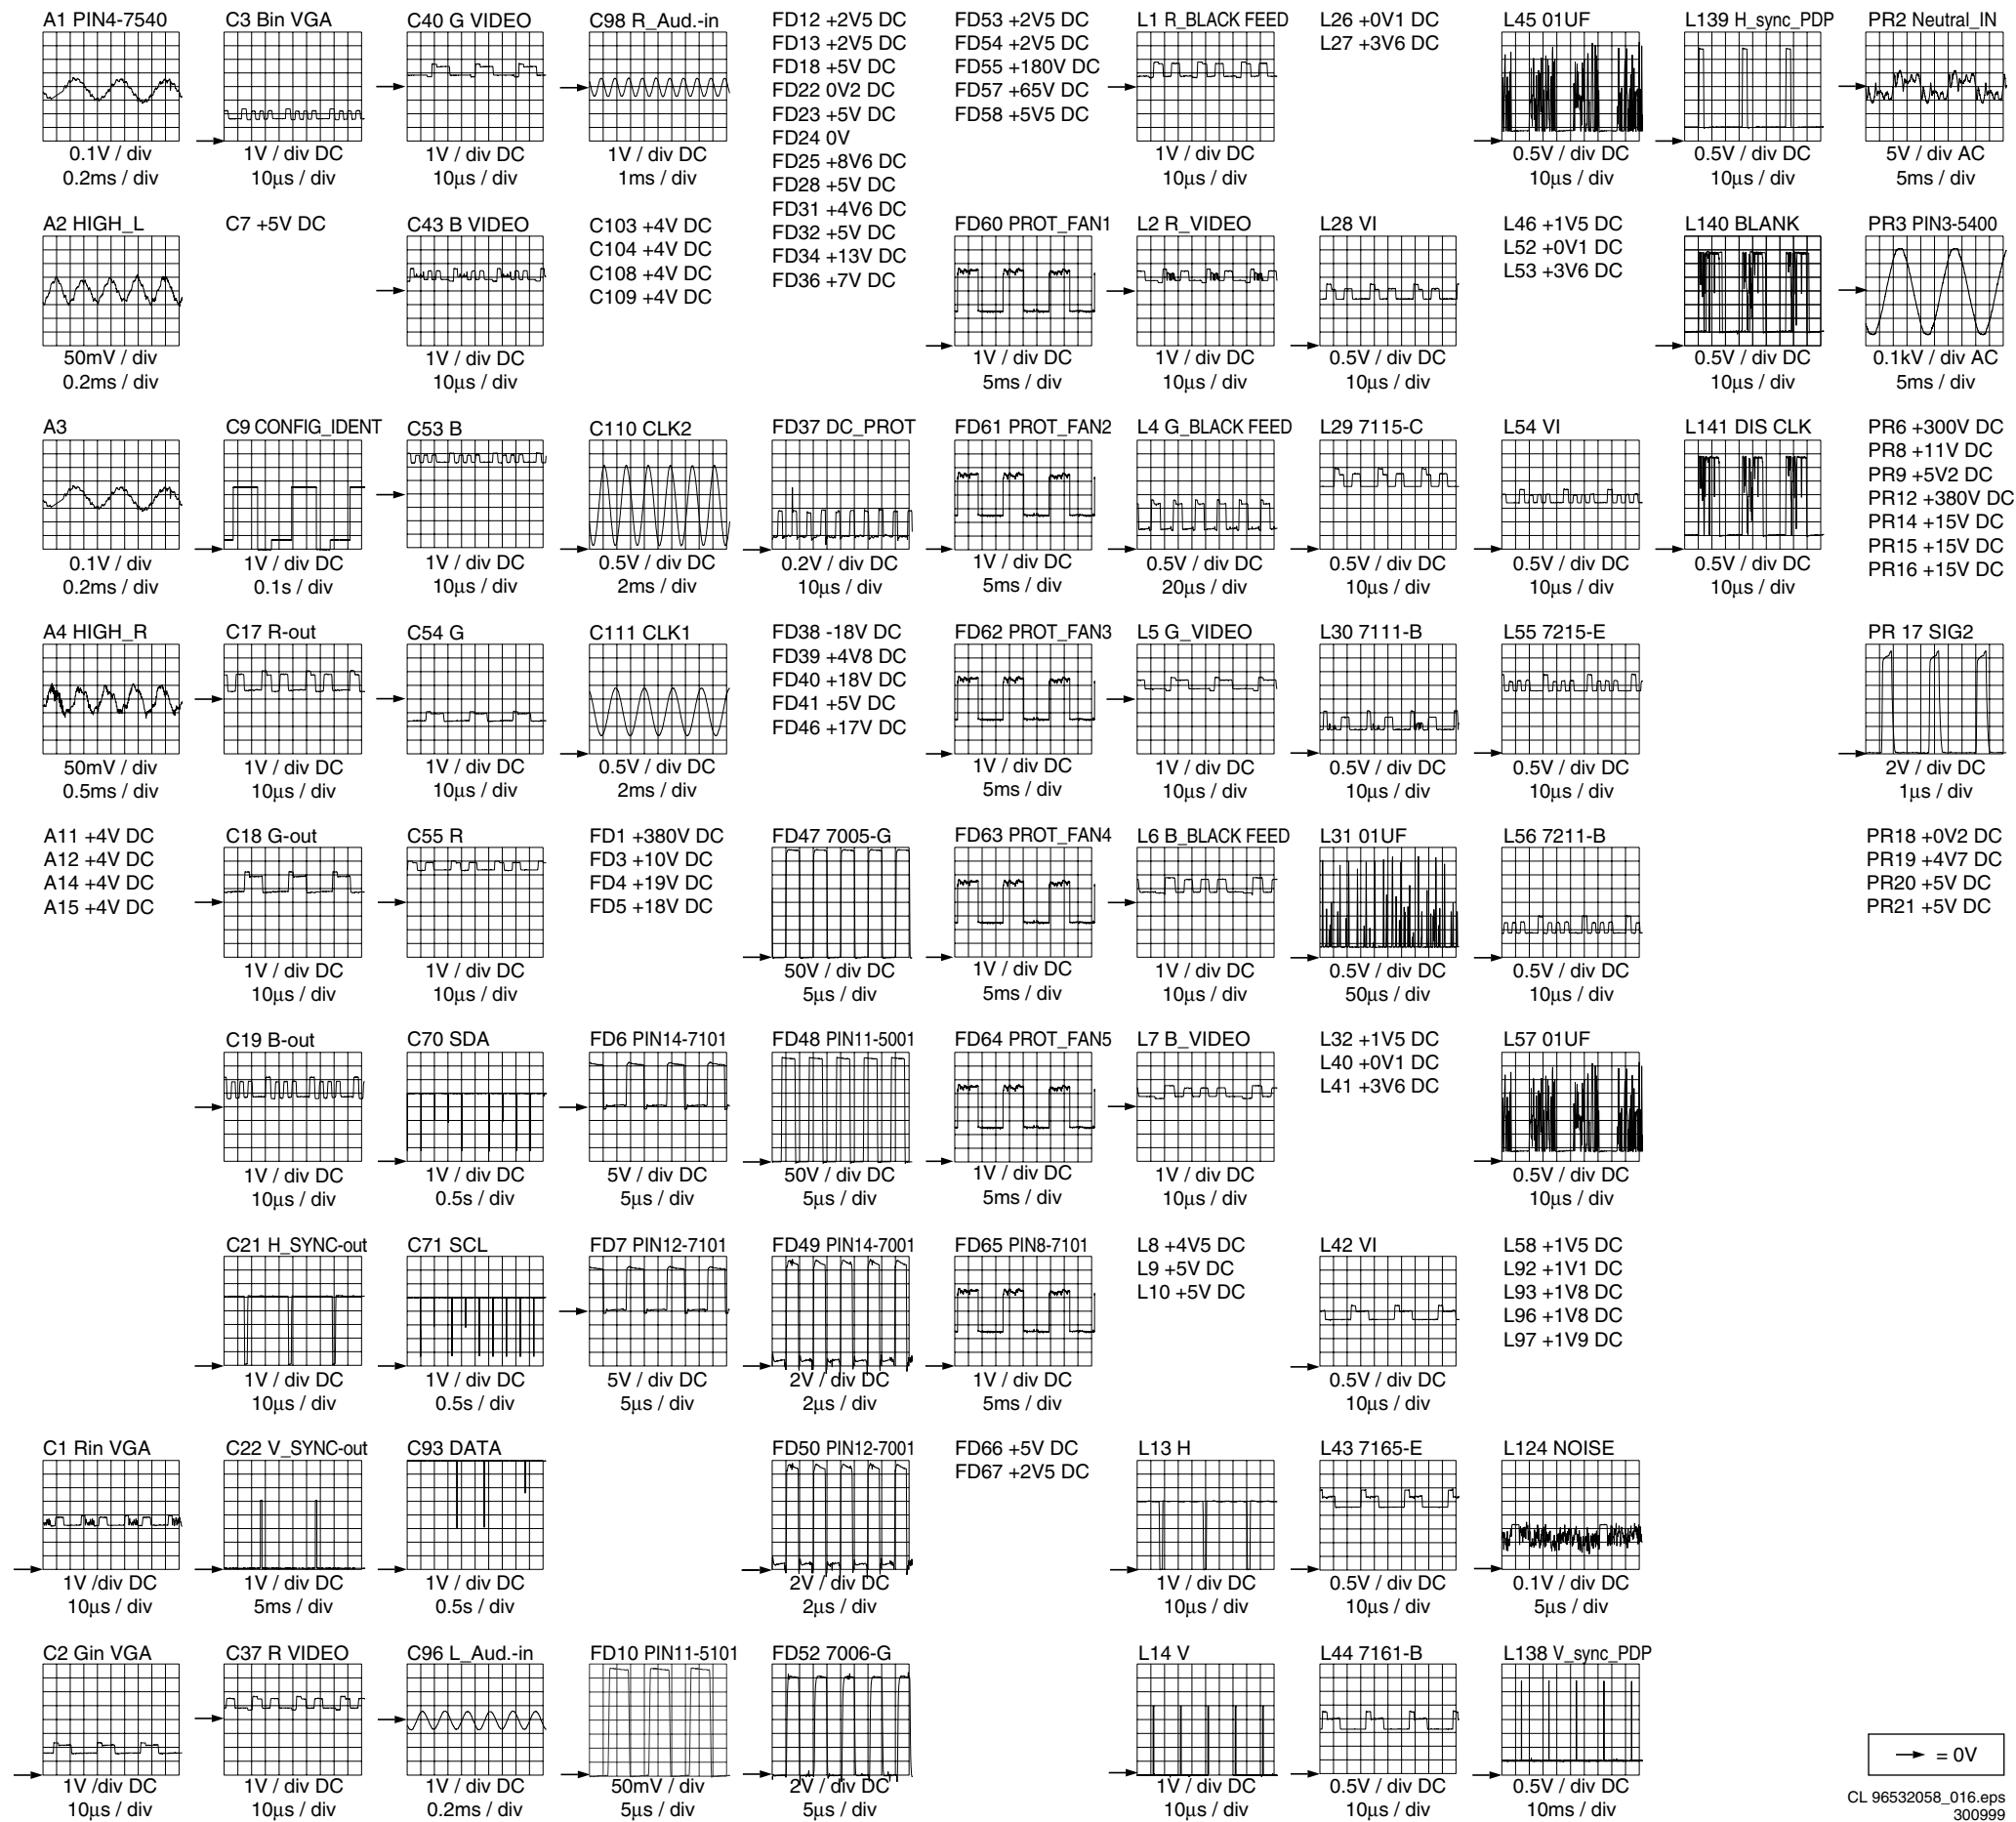 A1 PIN4-7540
0.1V / div
0.2ms / div
A2 HIGH_L
50mV / div
0.2ms / div
A3
0.1V / div
0.2ms / div
A4 HIGH_R
50mV / div
0.5ms / div
A11 +4V DC
A12 +4V DC
A14 +4V DC
A15 +4V DC
C1 Rin VGA
1V /div DC
10µs / div
C2 Gin VGA
1V /div DC
10µs / div
C3 Bin VGA
1V / div DC
10µs / div
C7 +5V DC
C9 CONFIG_IDENT
1V / div DC
0.1s / div
C17 R-out
1V / div DC
10µs / div
C18 G-out
1V / div DC
10µs / div
C19 B-out
1V / div DC
10µs / div
C21 H_SYNC-out
1V / div DC
10µs / div
C22 V_SYNC-out
1V / div DC
5ms / div
C37 R VIDEO
1V / div DC
10µs / div
C40 G VIDEO
1V / div DC
10µs / div
C43 B VIDEO
1V / div DC
10µs / div
C53 B
1V / div DC
10µs / div
C54 G
1V / div DC
10µs / div
C55 R
1V / div DC
10µs / div
C70 SDA
1V / div DC
0.5s / div
C71 SCL
1V / div DC
0.5s / div
C93 DATA
1V / div DC
0.5s / div
C96 L_Aud.-in
1V / div DC
0.2ms / div
C98 R_Aud.-in
1V / div DC
1ms / div
C103 +4V DC
C104 +4V DC
C108 +4V DC
C109 +4V DC
C110 CLK2
0.5V / div DC
2ms / div
C111 CLK1
0.5V / div DC
2ms / div
FD1 +380V DC
FD3 +10V DC
FD4 +19V DC
FD5 +18V DC
FD6 PIN14-7101
5V / div DC
5µs / div
FD7 PIN12-7101
5V / div DC
5µs / div
FD10 PIN11-5101
50mV / div
5µs / div
FD12 +2V5 DC
FD13 +2V5 DC
FD18 +5V DC
FD22 0V2 DC
FD23 +5V DC
FD24 0V
FD25 +8V6 DC
FD28 +5V DC
FD31 +4V6 DC
FD32 +5V DC
FD34 +13V DC
FD36 +7V DC
FD37 DC_PROT
0.2V / div DC
10µs / div
FD38 -18V DC
FD39 +4V8 DC
FD40 +18V DC
FD41 +5V DC
FD46 +17V DC
FD47 7005-G
50V / div DC
5µs / div
FD48 PIN11-5001
50V / div DC
5µs / div
FD49 PIN14-7001
2V / div DC
2µs / div
FD50 PIN12-7001
2V / div DC
2µs / div
FD52 7006-G
2V / div DC
5µs / div
FD53 +2V5 DC
FD54 +2V5 DC
FD55 +180V DC
FD57 +65V DC
FD58 +5V5 DC
FD60 PROT_FAN1
1V / div DC
5ms / div
FD61 PROT_FAN2
1V / div DC
5ms / div
FD62 PROT_FAN3
1V / div DC
5ms / div
FD63 PROT_FAN4
1V / div DC
5ms / div
FD64 PROT_FAN5
1V / div DC
5ms / div
FD65 PIN8-7101
1V / div DC
5ms / div
FD66 +5V DC
FD67 +2V5 DC
L1 R_BLACK FEED
1V / div DC
10µs / div
L2 R_VIDEO
1V / div DC
10µs / div
L4 G_BLACK FEED
0.5V / div DC
20µs / div
L5 G_VIDEO
1V / div DC
10µs / div
L6 B_BLACK FEED
1V / div DC
10µs / div
L7 B_VIDEO
1V / div DC
10µs / div
L8 +4V5 DC
L9 +5V DC
L10 +5V DC
L13 H
1V / div DC
10µs / div
L14 V
1V / div DC
10µs / div
L26 +0V1 DC
L27 +3V6 DC
L28 VI
0.5V / div DC
10µs / div
L29 7115-C
0.5V / div DC
10µs / div
L30 7111-B
0.5V / div DC
10µs / div
L31 01UF
0.5V / div DC
50µs / div
L32 +1V5 DC
L40 +0V1 DC
L41 +3V6 DC
L42 VI
0.5V / div DC
10µs / div
L43 7165-E
0.5V / div DC
10µs / div
L44 7161-B
0.5V / div DC
10µs / div
L45 01UF
0.5V / div DC
10µs / div
L46 +1V5 DC
L52 +0V1 DC
L53 +3V6 DC
L54 VI
0.5V / div DC
10µs / div
L55 7215-E
0.5V / div DC
10µs / div
L56 7211-B
0.5V / div DC
10µs / div
L57 01UF
0.5V / div DC
10µs / div
L58 +1V5 DC
L92 +1V1 DC
L93 +1V8 DC
L96 +1V8 DC
L97 +1V9 DC
L124 NOISE
0.1V / div DC
5µs / div
L138 V_sync_PDP
0.5V / div DC
10ms / div
L139 H_sync_PDP
0.5V / div DC
10µs / div
L140 BLANK
0.5V / div DC
10µs / div
L141 DIS CLK
0.5V / div DC
10µs / div
PR2 Neutral_IN
5V / div AC
5ms / div
PR3 PIN3-5400
0.1kV / div AC
5ms / div
PR6 +300V DC
PR8 +11V DC
PR9 +5V2 DC
PR12 +380V DC
PR14 +15V DC
PR15 +15V DC
PR16 +15V DC
PR 17 SIG2
2V / div DC
1µs / div
PR18 +0V2 DC
PR19 +4V7 DC
PR20 +5V DC
PR21 +5V DC
= 0V
CL 96532058_016.eps
300999